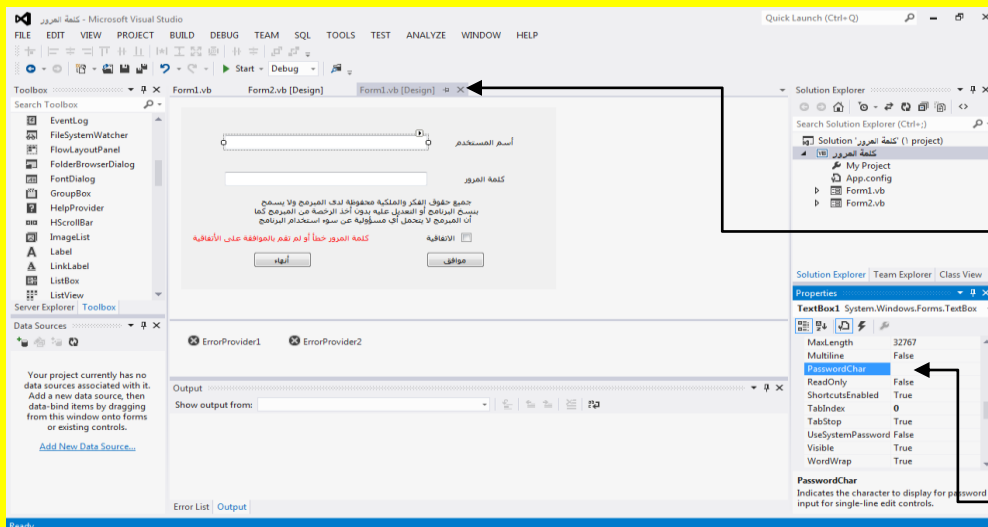 كلمة المرور - Microsoft Visual Studio
Quick Launch (Ctrl+Q)
FILE EDIT VIEW PROJECT BUILD DEBUG TEAM SQL TOOLS TEST ANALYZE WINDOW HELP
Start Debug
Toolbox
Search Toolbox
EventLog
FileSystemWatcher
FlowLayoutPanel
FolderBrowserDialog
FontDialog
GroupBox
HelpProvider
HScrollBar
ImageList
Label
LinkLabel
ListBox
ListView
Server Explorer Toolbox
Data Sources
Your project currently has no
data sources associated with it.
Add a new data source, then
data-bind items by dragging
from this window onto forms
or existing controls.
Add New Data Source...
Form1.vb Form2.vb [Design] Form1.vb [Design]
أسم المستخدم
كلمة المرور
جميع حقوق الفكر والملكية محفوظة لدى المبرمج ولا يسمح
بنسخ البرنامج أو التعديل عليه بدون أخذ الرخصة من المبرمج كما
أن المبرمج لا يتحمل أي مسؤولية عن سوء استخدام البرنامج
الاتفاقية
كلمة المرور خطأ أو لم تقم بالموافقة على الأتفاقية
موافق
أنهاء
ErrorProvider1 ErrorProvider2
Output
Show output from:
Error List Output
Solution Explorer
Search Solution Explorer (Ctrl+;)
Solution 'كلمة المرور' (١ project)
كلمة المرور
My Project
App.config
Form1.vb
Form2.vb
Solution Explorer Team Explorer Class View
Properties
TextBox1 System.Windows.Forms.TextBox
MaxLength 32767
Multiline False
PasswordChar
ReadOnly False
ShortcutsEnabled True
TabIndex 0
TabStop True
UseSystemPassword False
Visible True
WordWrap True
PasswordChar
Indicates the character to display for password
input for single-line edit controls.
Ready